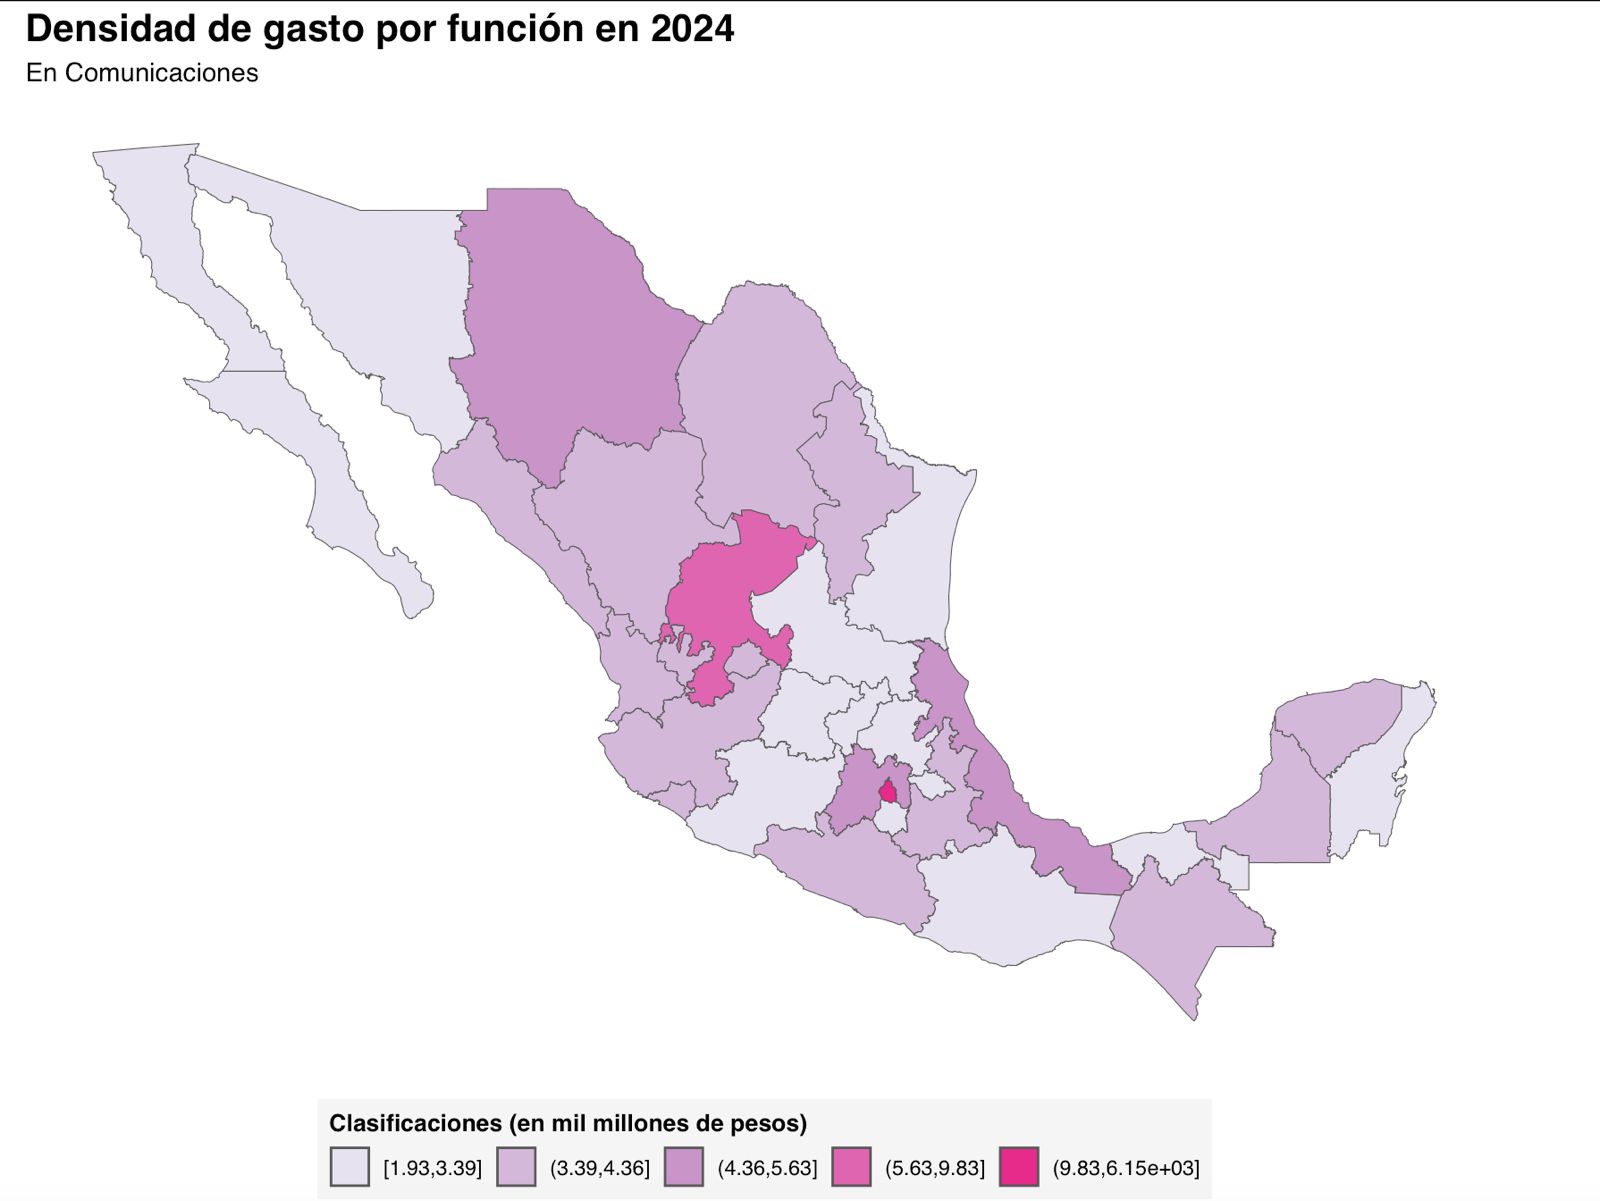 Densidad de gasto por función en 2024
En Comunicaciones
Clasificaciones (en mil millones de pesos)
[1.93,3.39] (3.39,4.36] (4.36,5.63] (5.63,9.83] (9.83,6.15e+03]